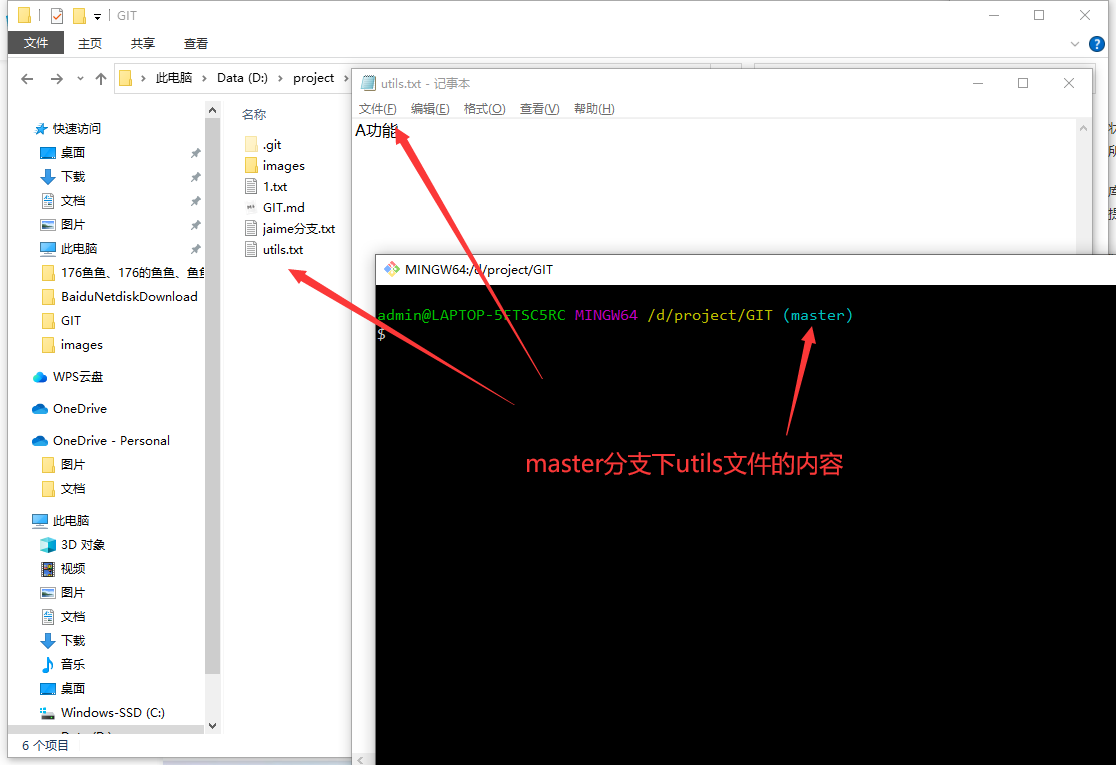 GIT
文件 主页 共享 查看
此电脑 Data (D:) project
快速访问
桌面
下载
文档
图片
此电脑
176鱼鱼、176的鱼鱼、鱼鱼
BaiduNetdiskDownload
GIT
images
WPS云盘
OneDrive
OneDrive - Personal
图片
文档
此电脑
3D 对象
视频
图片
文档
下载
音乐
桌面
Windows-SSD (C:)
6 个项目
名称
.git
images
1.txt
GIT.md
jaime分支.txt
utils.txt
utils.txt - 记事本
文件(F) 编辑(E) 格式(O) 查看(V) 帮助(H)
A功能
MINGW64:/d/project/GIT
admin@LAPTOP-5FTSC5RC MINGW64 /d/project/GIT (master)
$
master分支下utils文件的内容